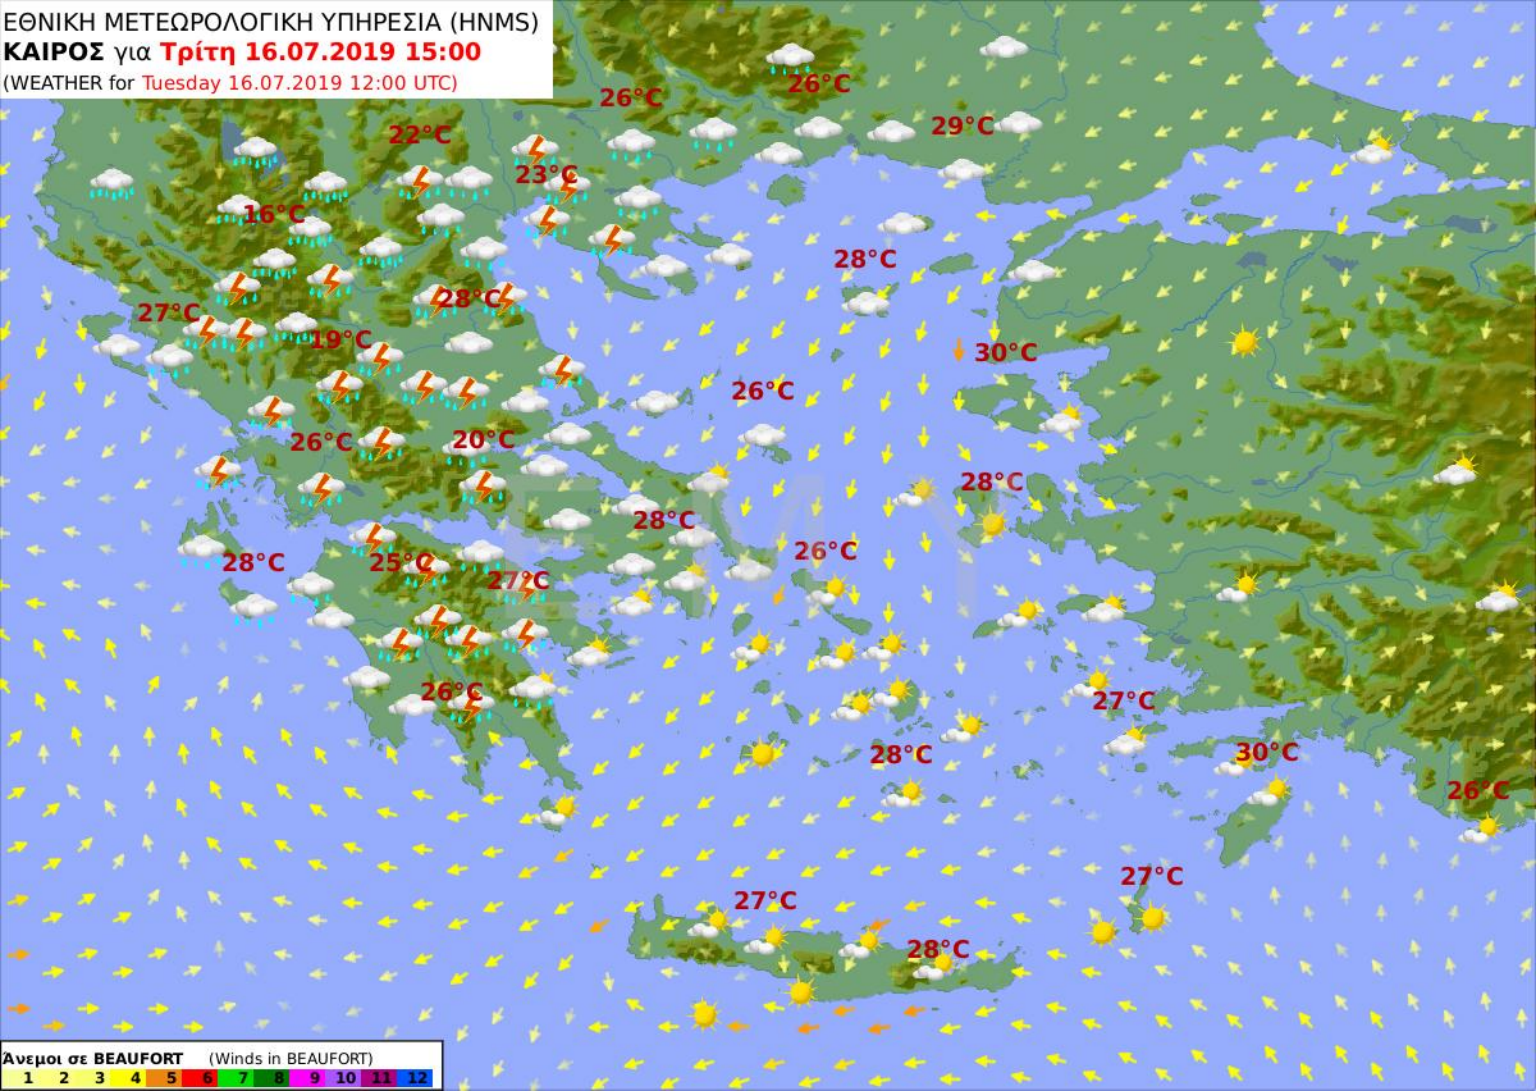 ΕΘΝΙΚΗ ΜΕΤΕΩΡΟΛΟΓΙΚΗ ΥΠΗΡΕΣΙΑ (HNMS)
ΚΑΙΡΟΣ για Τρίτη 16.07.2019 15:00
(WEATHER for Tuesday 16.07.2019 12:00 UTC)
26°C
26°C
22°C
29°C
23°C
16°C
28°C
28°C
27°C
19°C
30°C
26°C
26°C
20°C
28°C
28°C
26°C
28°C
25°C
27°C
26°C
27°C
28°C
30°C
26°C
27°C
27°C
28°C
EMY
Άνεμοι σε BEAUFORT (Winds in BEAUFORT)
1 2 3 4 5 6 7 8 9 10 11 12